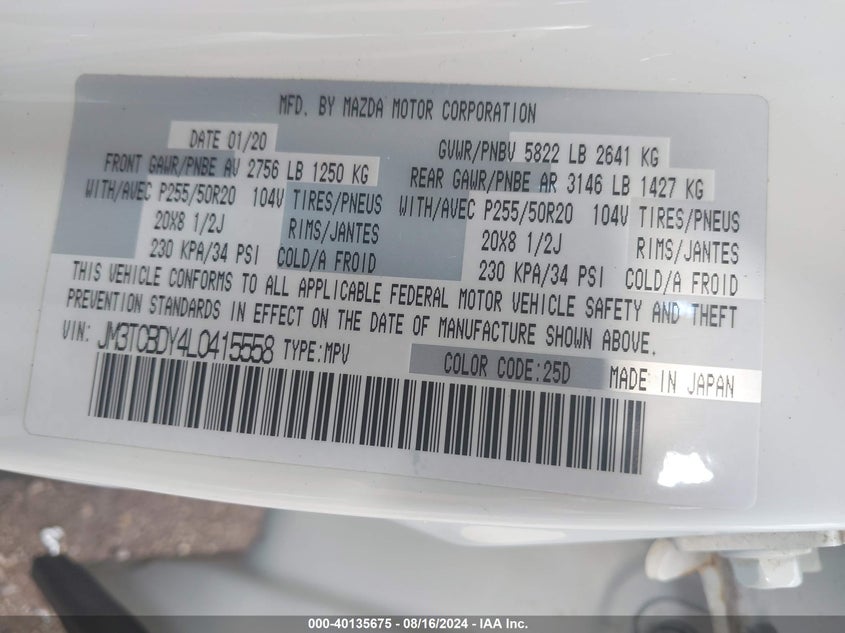 MFD. BY MAZDA MOTOR CORPORATION
DATE 01/20
GVWR/PNBV 5822 LB 2641 KG
FRONT GAWR/PNBE AV 2756 LB 1250 KG
REAR GAWR/PNBE AR 3146 LB 1427 KG
WITH/AVEC P255/50R20 104V TIRES/PNEUS
WITH/AVEC P255/50R20 104V TIRES/PNEUS
20X8 1/2J RIMS/JANTES
20X8 1/2J RIMS/JANTES
230 KPA/34 PSI COLD/A FROID
230 KPA/34 PSI COLD/A FROID
THIS VEHICLE CONFORMS TO ALL APPLICABLE FEDERAL MOTOR VEHICLE SAFETY AND THEFT
PREVENTION STANDARDS IN EFFECT ON THE DATE OF MANUFACTURE SHOWN ABOVE.
VIN: JM3TCBDY4L0415558 TYPE:MPV
COLOR CODE:25D MADE IN JAPAN
000-40135675 - 08/16/2024 - IAA Inc.